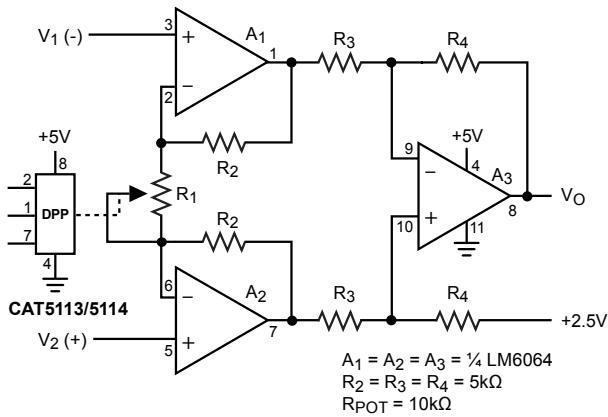 V1 (-)
3
+
A1
1
R3
R4
2
−
+5V
R2
8
+5V
2
9
4
DPP
R1
−
A3
1
VO
8
7
R2
+
10
11
4
6
−
A2
R3
R4
CAT5113/5114
7
+2.5V
V2 (+)
5
+
A1 = A2 = A3 = ¼ LM6064
R2 = R3 = R4 = 5kΩ
RPOT = 10kΩ